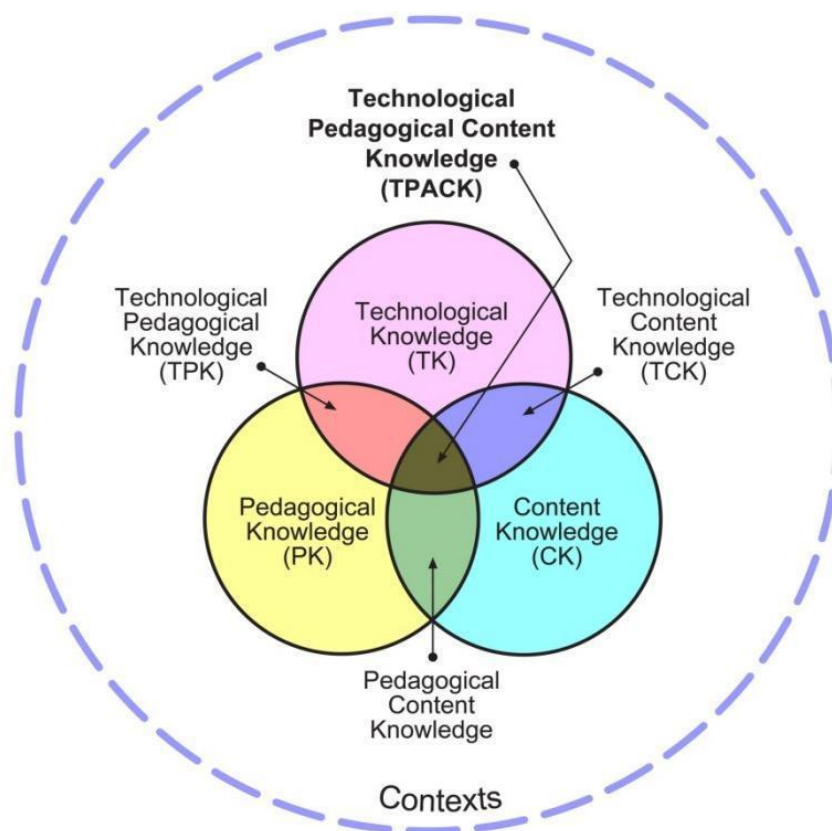 Technological
Pedagogical Content
Knowledge
(TPACK)
Technological
Pedagogical
Knowledge
(TPK)
Technological
Knowledge
(TK)
Technological
Content
Knowledge
(TCK)
Pedagogical
Knowledge
(PK)
Content
Knowledge
(CK)
Pedagogical
Content
Knowledge
Contexts